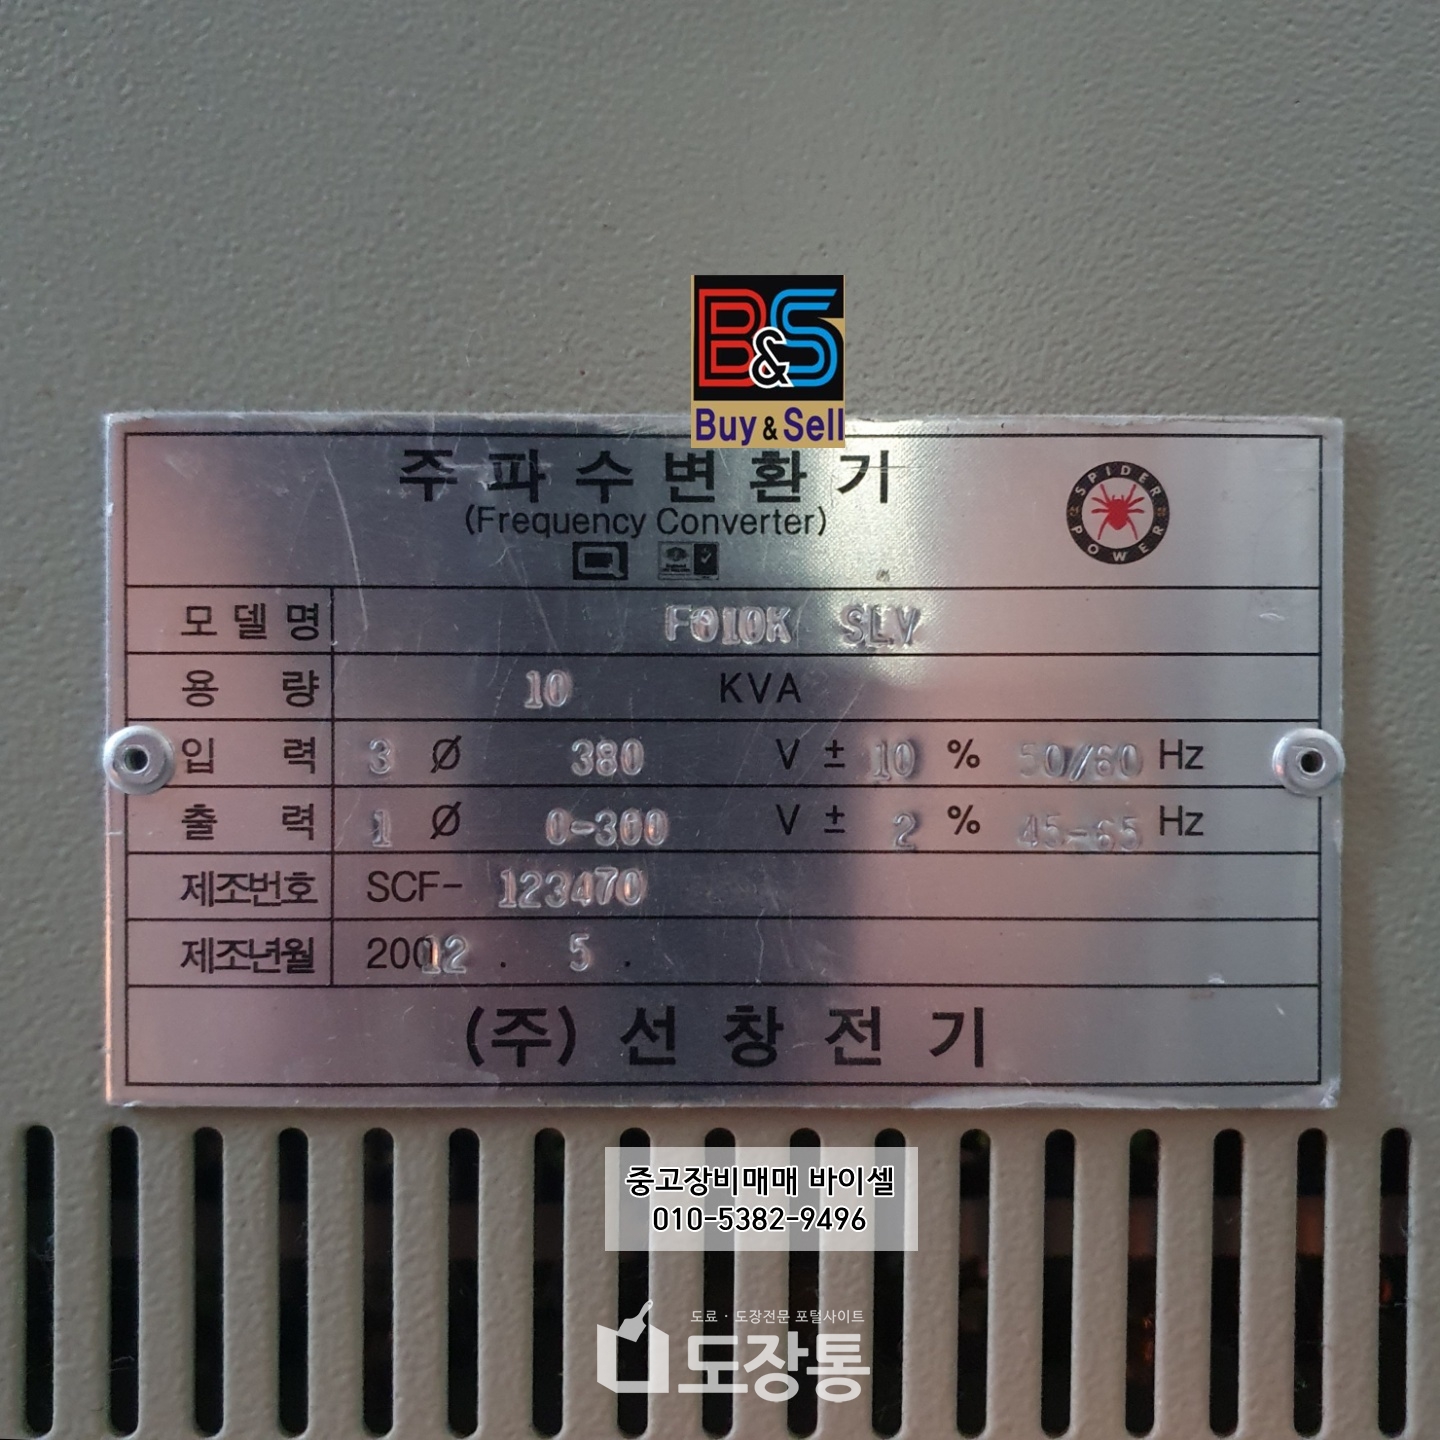 B&S
Buy & Sell
주파수변환기
(Frequency Converter)
SPIDER POWER
모델명 F010K SLV
용량 10 KVA
입력 3 Ø 380 V ± 10 % 50/60 Hz
출력 1 Ø 0-300 V ± 2 % 45-65 Hz
제조번호 SCF- 123470
제조년월 2012 . 5 .
(주) 선창전기
중고장비매매 바이셀
010-5382-9496
도료 · 도장전문 포털사이트
도장통